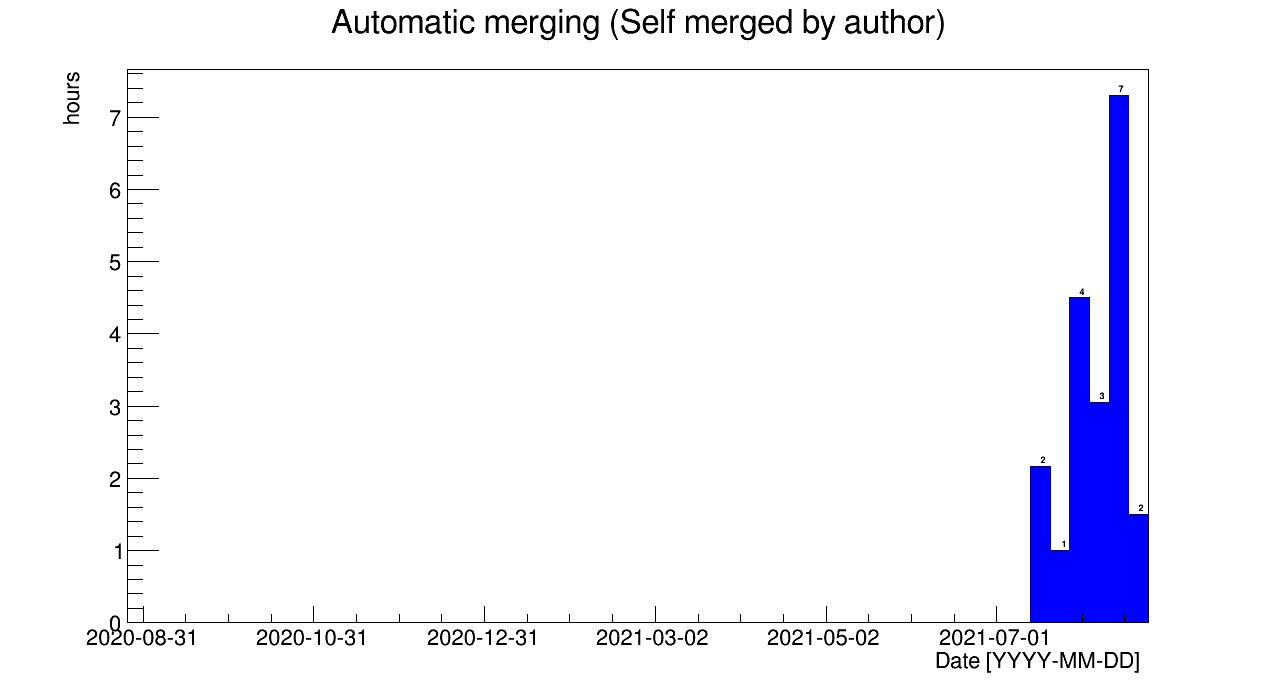 Automatic merging (Self merged by author)
hours
7
6
5
4
3
2
1
0
2 1 4 3 7 2
2020-08-31 2020-10-31 2020-12-31 2021-03-02 2021-05-02 2021-07-01
Date [YYYY-MM-DD]